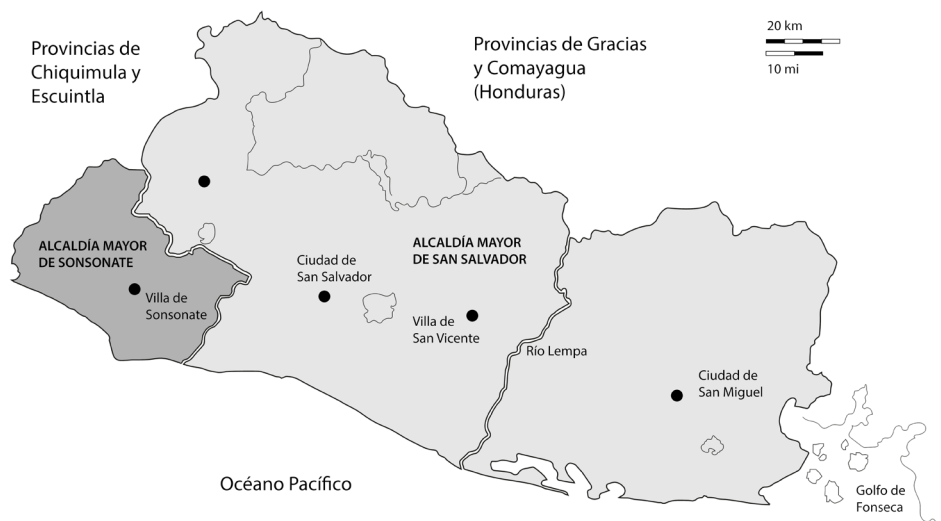 Provincias de
Chiquimula y
Escuintla
Provincias de Gracias
y Comayagua
(Honduras)
20 km
10 mi
ALCALDÍA MAYOR
DE SONSONATE
Villa de
Sonsonate
Ciudad de
San Salvador
ALCALDÍA MAYOR
DE SAN SALVADOR
Villa de
San Vicente
Río Lempa
Ciudad de
San Miguel
Océano Pacífico
Golfo de
Fonseca